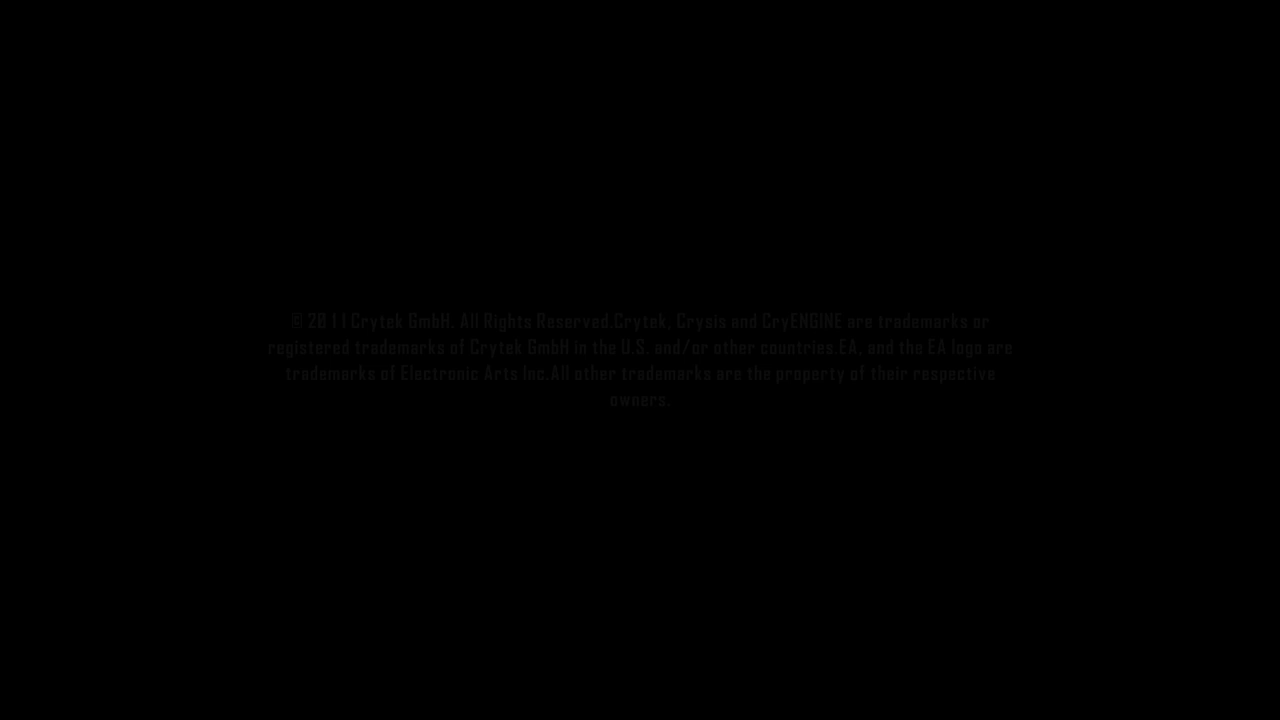 © 2011 Crytek GmbH. All Rights Reserved.Crytek, Crysis and CryENGINE are trademarks or
registered trademarks of Crytek GmbH in the U.S. and/or other countries.EA, and the EA logo are
trademarks of Electronic Arts Inc.All other trademarks are the property of their respective
owners.